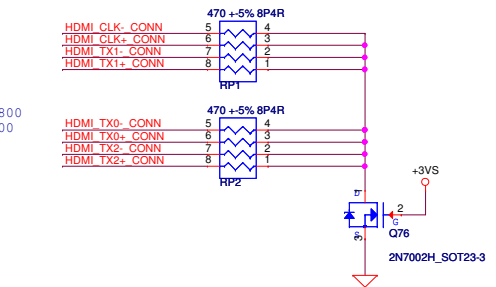 470 +-5% 8P4R
HDMI_CLK-_CONN 5 4
HDMI_CLK+_CONN 6 3
HDMI_TX1-_CONN 7 2
HDMI_TX1+_CONN 8 1
RP1
800
00
470 +-5% 8P4R
HDMI_TX0-_CONN 5 4
HDMI_TX0+_CONN 6 3
HDMI_TX2-_CONN 7 2
HDMI_TX2+_CONN 8 1
RP2
+3VS
1
D
2
G
S
3
Q76
2N7002H_SOT23-3